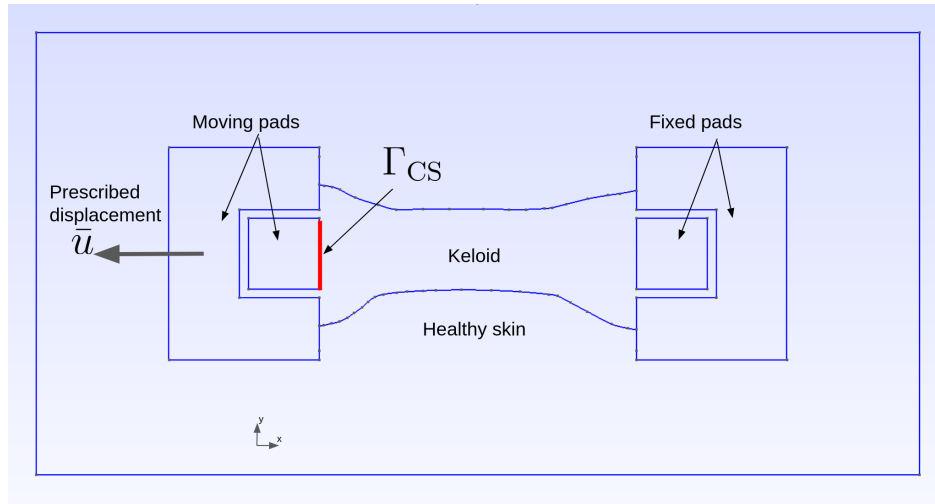 Moving pads
Fixed pads
Γ_CS
Prescribed
displacement
u̅
Keloid
Healthy skin
y
x